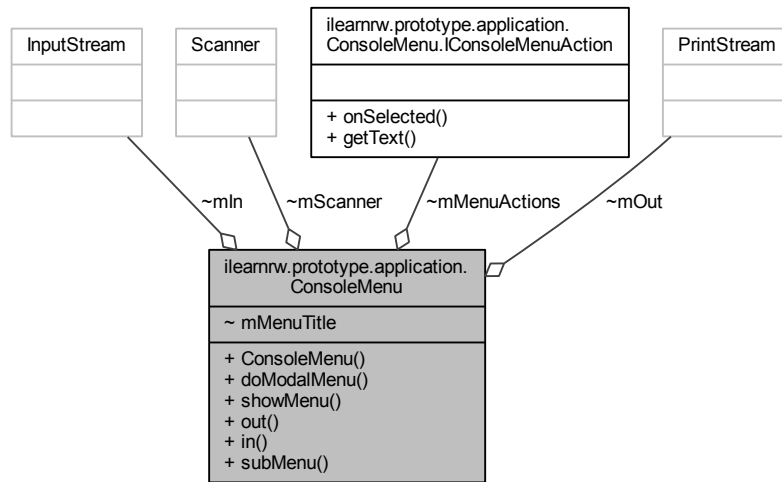 InputStream
Scanner
ilearnrw.prototype.application.
ConsoleMenu.IConsoleMenuAction
+ onSelected()
+ getText()
PrintStream
~mIn
~mScanner
~mMenuActions
~mOut
ilearnrw.prototype.application.
ConsoleMenu
~ mMenuTitle
+ ConsoleMenu()
+ doModalMenu()
+ showMenu()
+ out()
+ in()
+ subMenu()